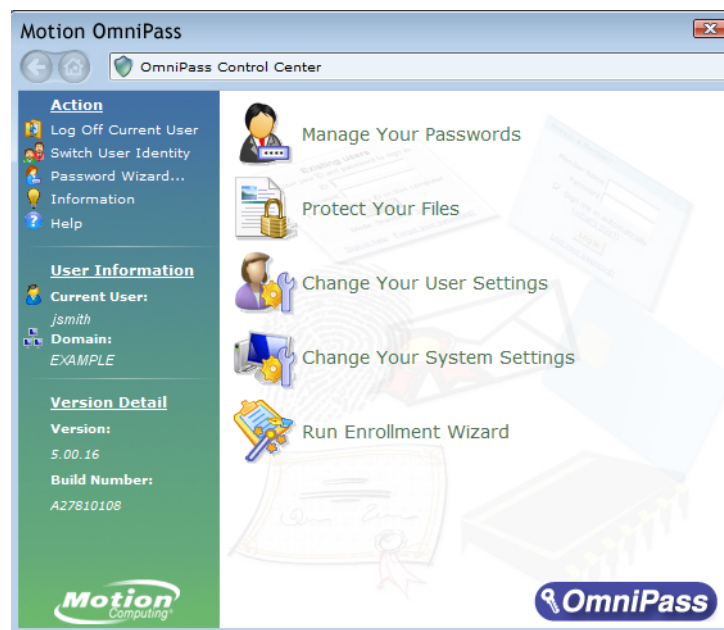 Motion OmniPass
OmniPass Control Center
Action
Log Off Current User
Switch User Identity
Password Wizard...
Information
Help
User Information
Current User:
jsmith
Domain:
EXAMPLE
Version Detail
Version:
5.00.16
Build Number:
A27810108
Motion
Computing
Manage Your Passwords
Protect Your Files
Change Your User Settings
Change Your System Settings
Run Enrollment Wizard
Existing users
OmniPass